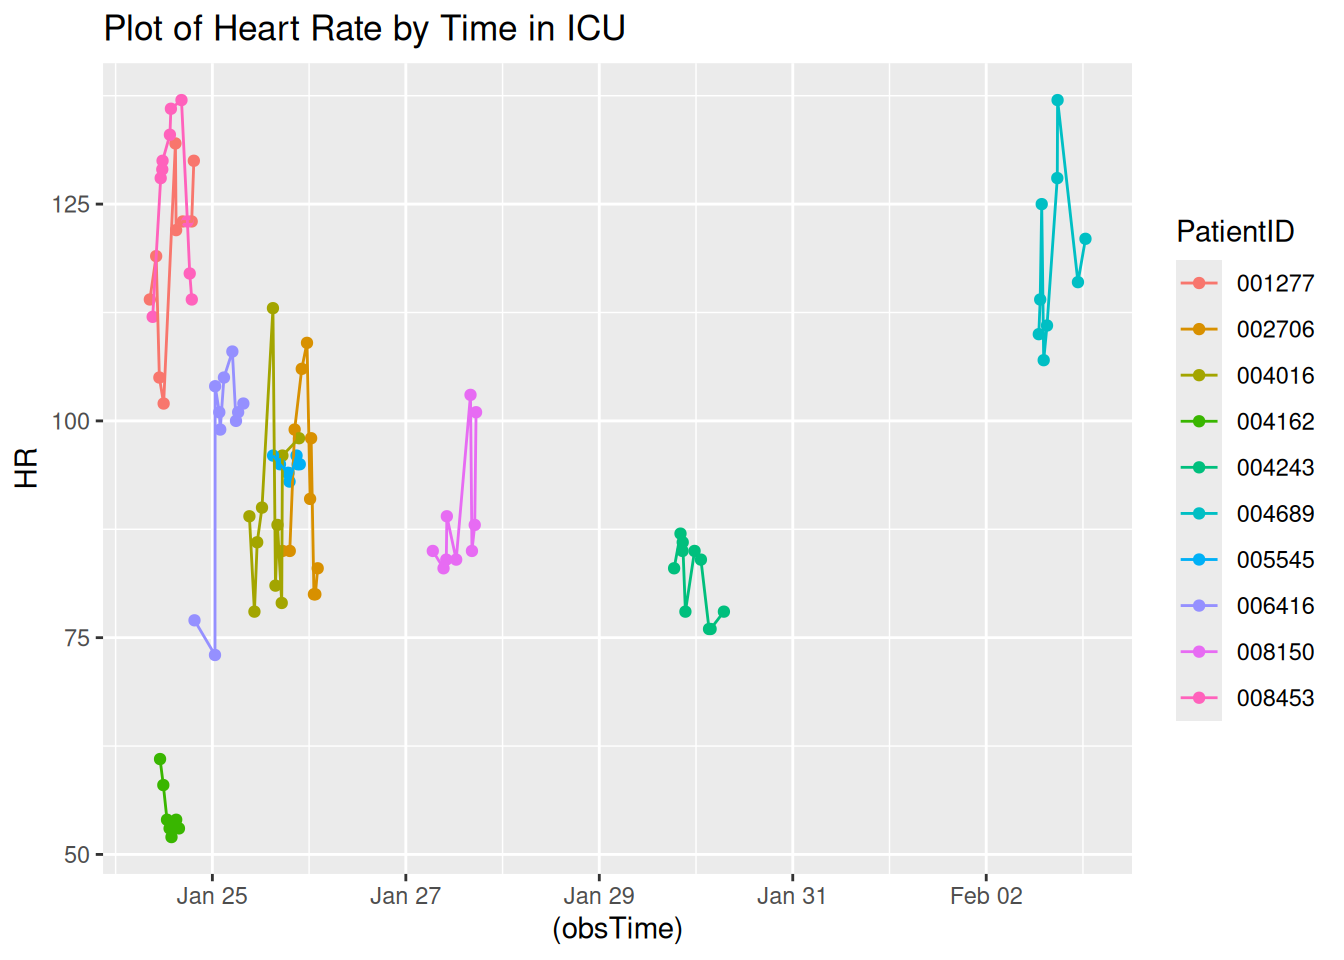 Plot of Heart Rate by Time in ICU
HR
125
100
75
50
Jan 25
Jan 27
Jan 29
Jan 31
Feb 02
(obsTime)
PatientID
001277
002706
004016
004162
004243
004689
005545
006416
008150
008453